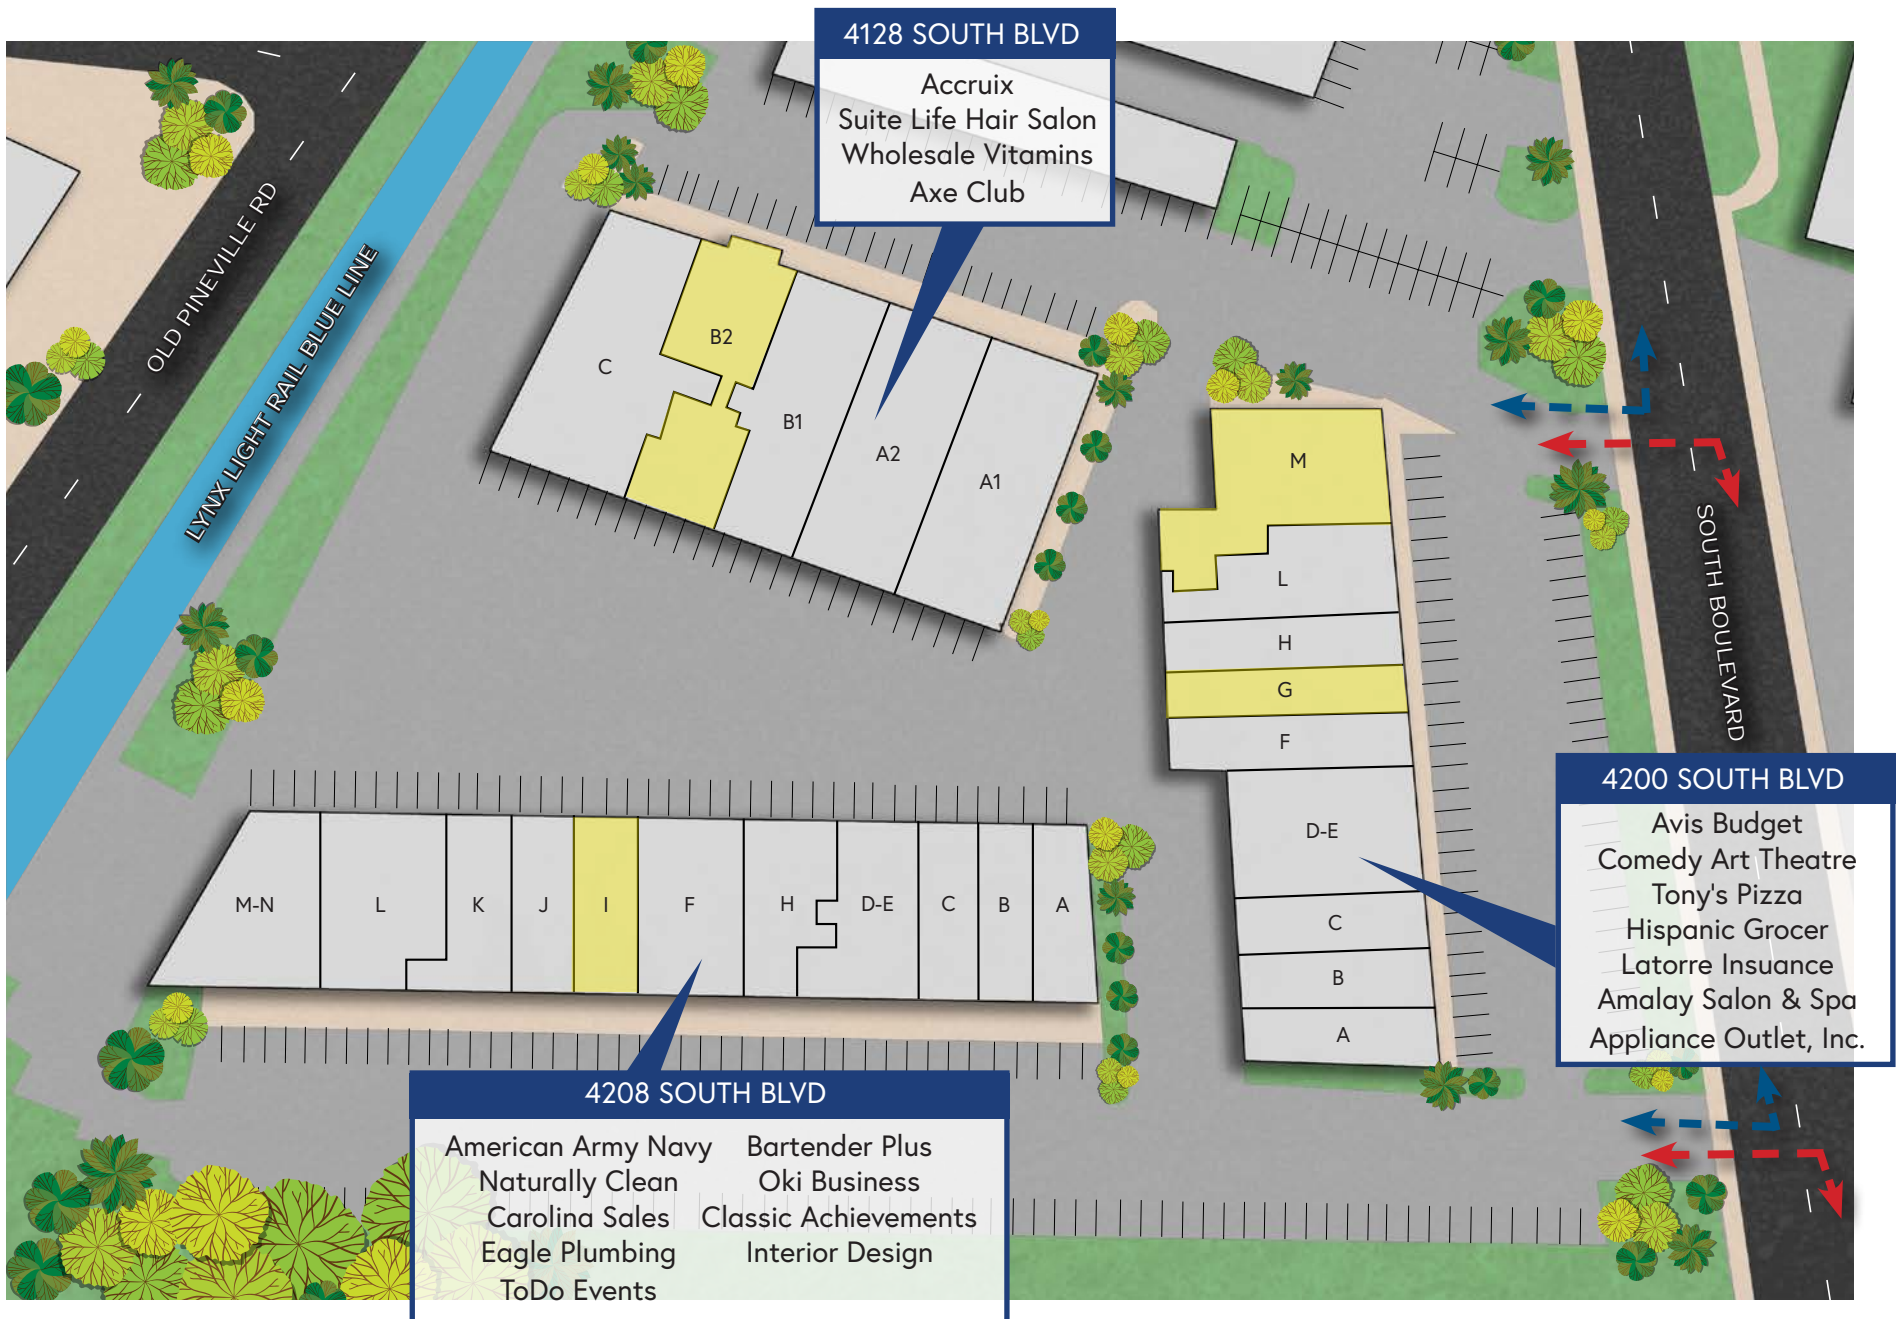 4128 SOUTH BLVD
Accruix
Suite Life Hair Salon
Wholesale Vitamins
Axe Club
OLD PINEVILLE RD
LYNX LIGHT RAIL BLUE LINE
SOUTH BOULEVARD
C
B2
B1
A2
A1
M
L
H
G
F
D-E
C
B
A
4200 SOUTH BLVD
Avis Budget
Comedy Art Theatre
Tony's Pizza
Hispanic Grocer
Latorre Insuance
Amalay Salon & Spa
Appliance Outlet, Inc.
M-N
L
K
J
I
F
H
D-E
C
B
A
4208 SOUTH BLVD
American Army Navy
Naturally Clean
Carolina Sales
Eagle Plumbing
ToDo Events
Bartender Plus
Oki Business
Classic Achievements
Interior Design